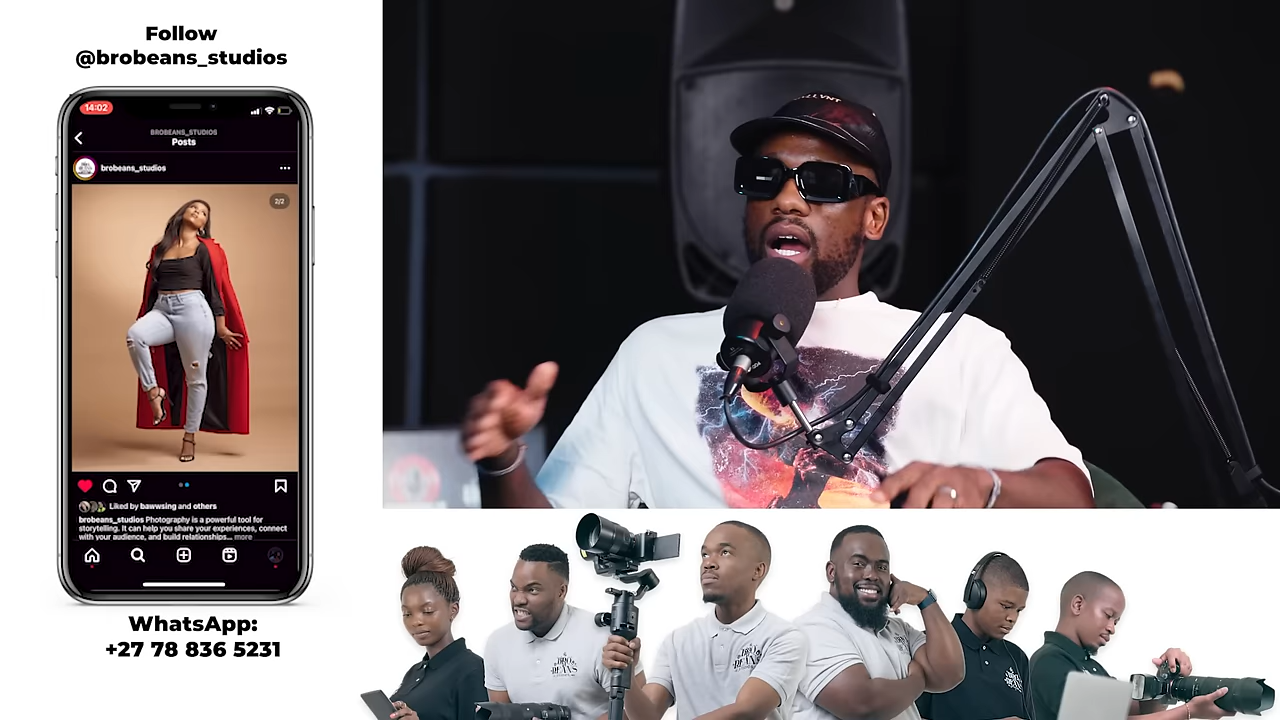 Follow
@brobeans_studios
14:02
BROBEANS_STUDIOS
Posts
brobeans_studios
2/2
Liked by bawwsing and others
brobeans_studios Photography is a powerful tool for
storytelling. It can help you share your experiences, connect
with your audience, and build relationships... more
WhatsApp:
+27 78 836 5231
BRO
BEANS